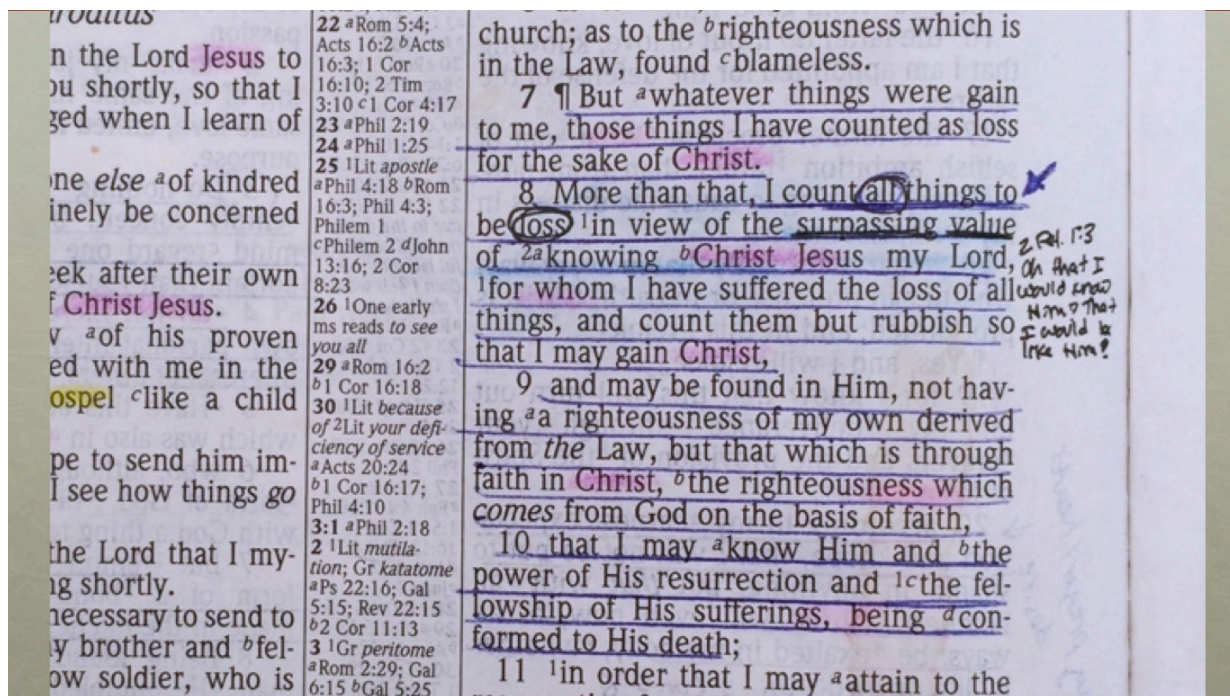 roditus
n the Lord Jesus to
ou shortly, so that I
ged when I learn of
one else ᵃof kindred
inely be concerned
eek after their own
f Christ Jesus.
w ᵃof his proven
ed with me in the
ospel ᶜlike a child
pe to send him im-
I see how things go
the Lord that I my-
ng shortly.
necessary to send to
y brother and ᵇfel-
ow soldier, who is
22 ᵃRom 5:4;
Acts 16:2 ᵇActs
16:3; 1 Cor
16:10; 2 Tim
3:10 ᶜ1 Cor 4:17
23 ᵃPhil 2:19
24 ᵃPhil 1:25
25 ¹Lit apostle
ᵃPhil 4:18 ᵇRom
16:3; Phil 4:3;
Philem 1
ᶜPhilem 2 ᵈJohn
13:16; 2 Cor
8:23
26 ¹One early
ms reads to see
you all
29 ᵃRom 16:2
ᵇ1 Cor 16:18
30 ¹Lit because
of ²Lit your defi-
ciency of service
ᵃActs 20:24
ᵇ1 Cor 16:17;
Phil 4:10
3:1 ᵃPhil 2:18
2 ¹Lit mutila-
tion; Gr katatome
ᵃPs 22:16; Gal
5:15; Rev 22:15
ᵇ2 Cor 11:13
3 ¹Gr peritome
ᵃRom 2:29; Gal
6:15 ᵇGal 5:25
church; as to the ᵇrighteousness which is
in the Law, found ᶜblameless.
7 ¶ But ᵃwhatever things were gain
to me, those things I have counted as loss
for the sake of Christ.
8 More than that, I count all things to
be loss ¹in view of the surpassing value
of ²ᵃknowing ᵇChrist Jesus my Lord,
¹for whom I have suffered the loss of all
things, and count them but rubbish so
that I may gain Christ,
9 and may be found in Him, not hav-
ing ᵃa righteousness of my own derived
from the Law, but that which is through
faith in Christ, ᵇthe righteousness which
comes from God on the basis of faith,
10 that I may ᵃknow Him and ᵇthe
power of His resurrection and ¹ᶜthe fel-
lowship of His sufferings, being ᵈcon-
formed to His death;
11 ¹in order that I may ᵃattain to the
1:3
Oh that I
would know
Him That
I would be
like Him!